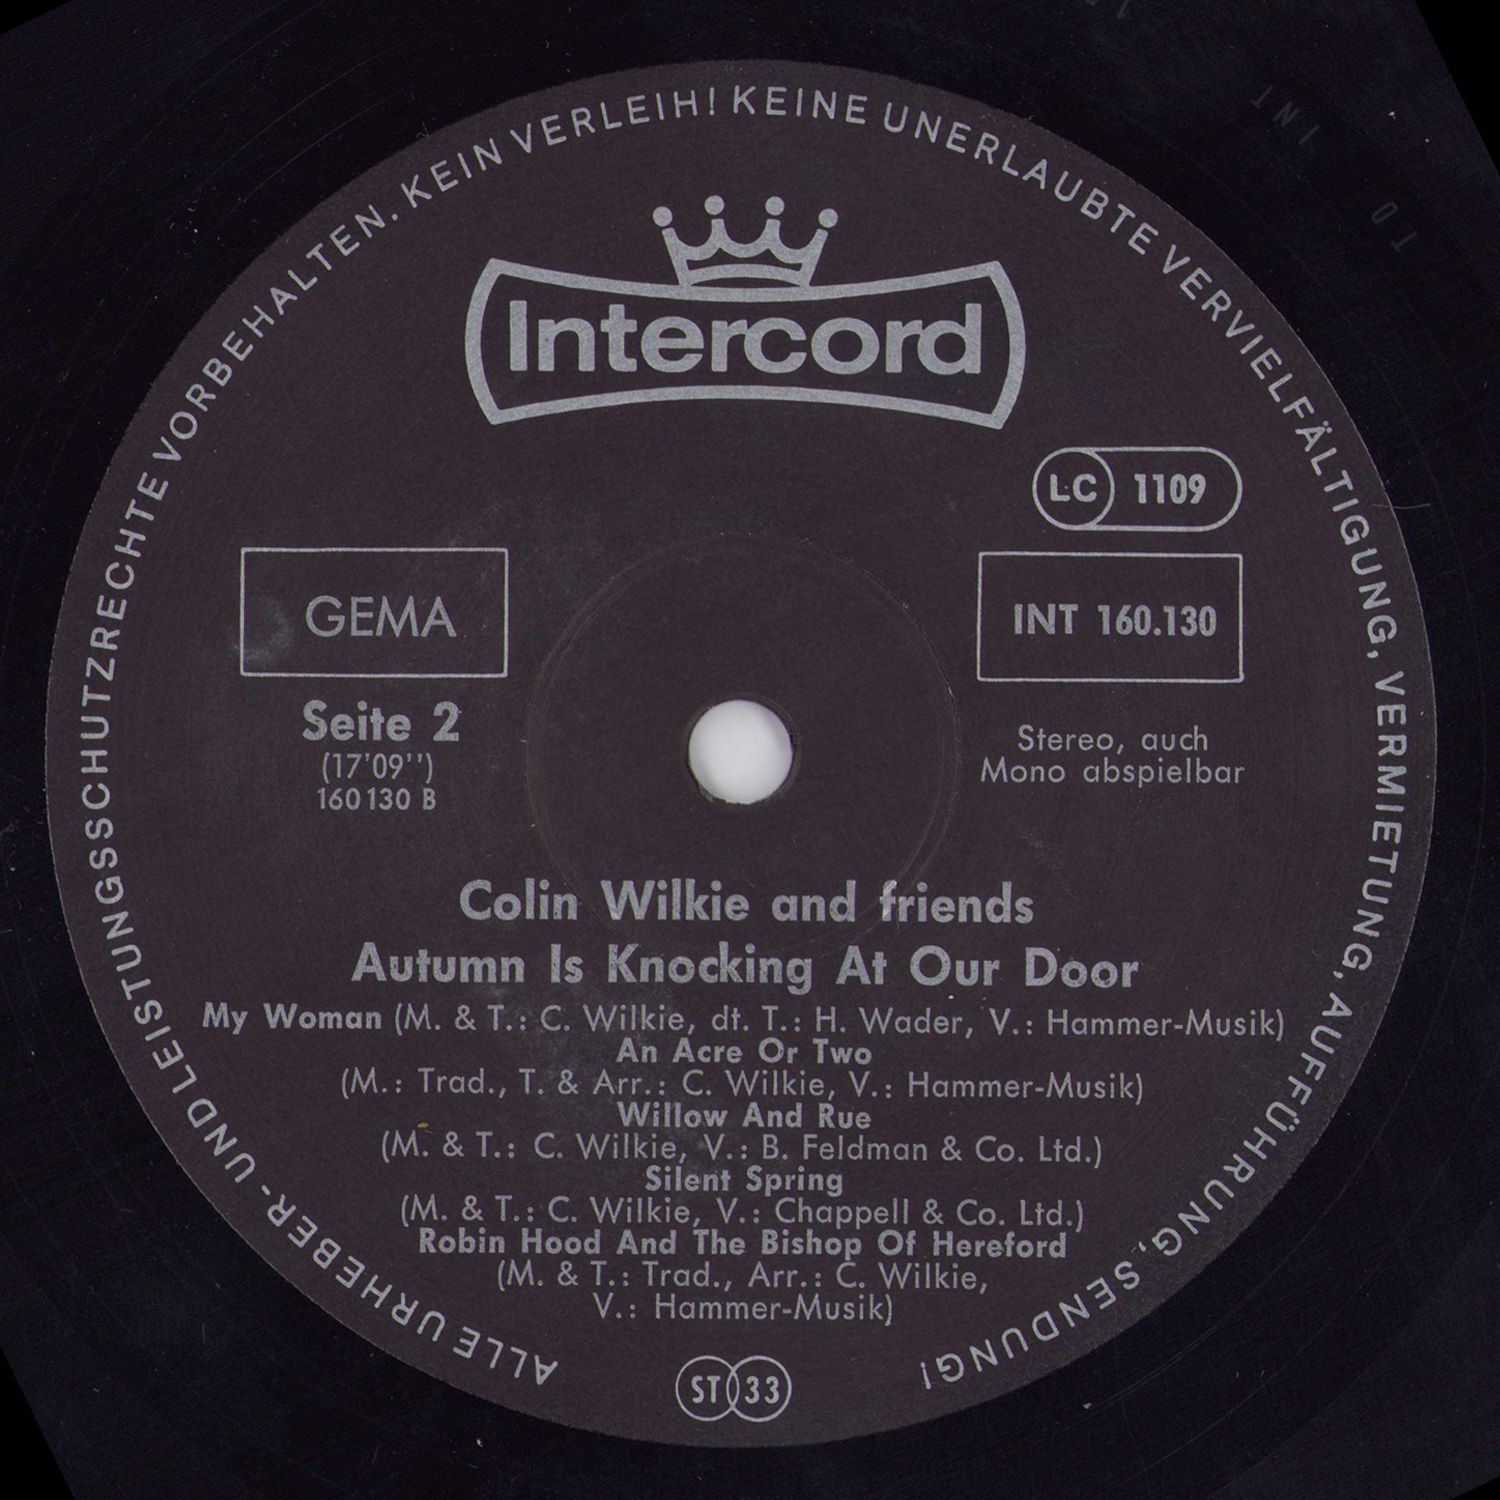 ALLE URHEBER- UND LEISTUNGSSCHUTZRECHTE VORBEHALTEN. KEIN VERLEIH! KEINE UNERLAUBTE VERVIELFÄLTIGUNG, VERMIETUNG, AUFFÜHRUNG, SENDUNG!
Intercord
LC 1109
GEMA
INT 160.130
Seite 2
(17'09'')
160130 B
Stereo, auch
Mono abspielbar
Colin Wilkie and friends
Autumn Is Knocking At Our Door
My Woman (M. & T.: C. Wilkie, dt. T.: H. Wader, V.: Hammer-Musik)
An Acre Or Two
(M.: Trad., T. & Arr.: C. Wilkie, V.: Hammer-Musik)
Willow And Rue
(M. & T.: C. Wilkie, V.: B. Feldman & Co. Ltd.)
Silent Spring
(M. & T.: C. Wilkie, V.: Chappell & Co. Ltd.)
Robin Hood And The Bishop Of Hereford
(M. & T.: Trad., Arr.: C. Wilkie,
V.: Hammer-Musik)
ST 33